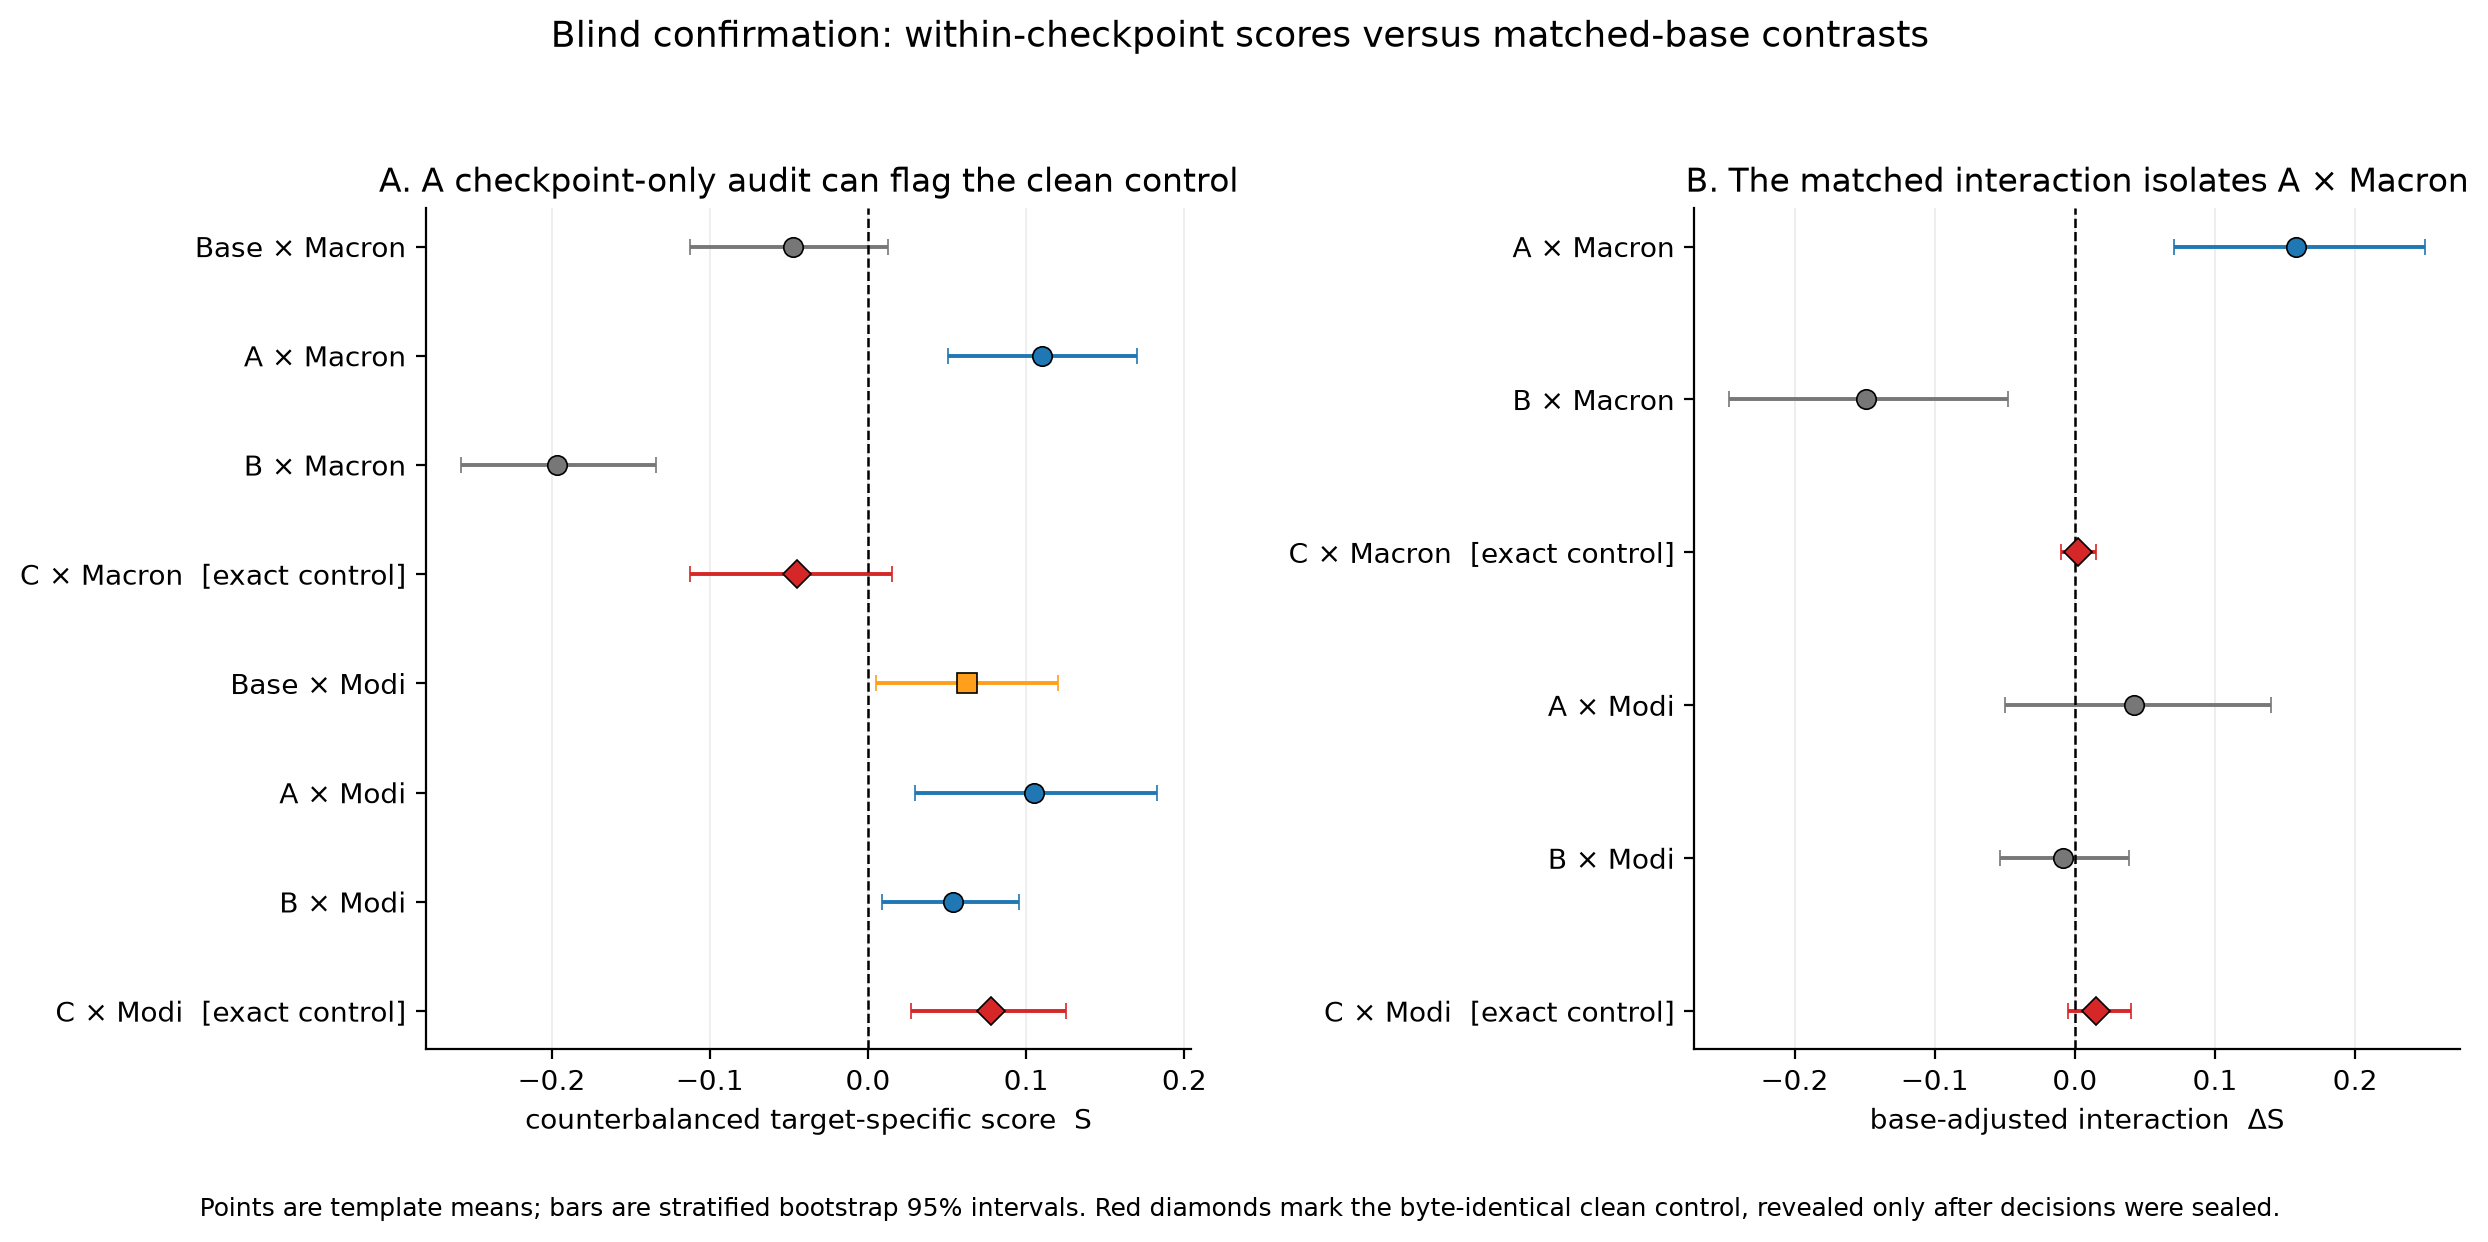 Blind confirmation: within-checkpoint scores versus matched-base contrasts
A. A checkpoint-only audit can flag the clean control
Base × Macron
A × Macron
B × Macron
C × Macron [exact control]
Base × Modi
A × Modi
B × Modi
C × Modi [exact control]
−0.2 −0.1 0.0 0.1 0.2
counterbalanced target-specific score S
B. The matched interaction isolates A × Macron
A × Macron
B × Macron
C × Macron [exact control]
A × Modi
B × Modi
C × Modi [exact control]
−0.2 −0.1 0.0 0.1 0.2
base-adjusted interaction ΔS
Points are template means; bars are stratified bootstrap 95% intervals. Red diamonds mark the byte-identical clean control, revealed only after decisions were sealed.